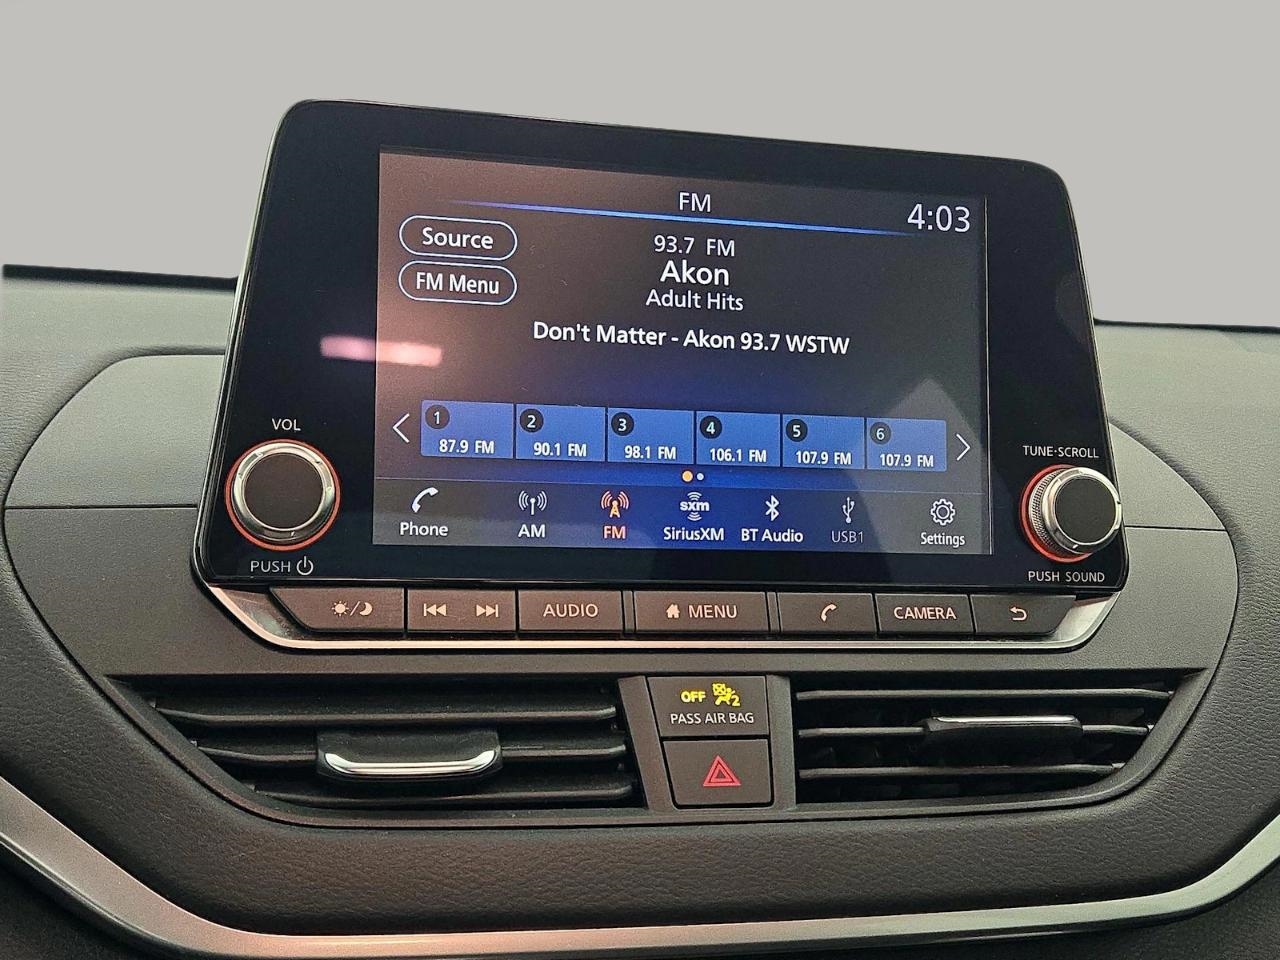 FM
4:03
Source
93.7 FM
FM Menu
Akon
Adult Hits
Don't Matter - Akon 93.7 WSTW
1 87.9 FM
2 90.1 FM
3 98.1 FM
4 106.1 FM
5 107.9 FM
6 107.9 FM
Phone
AM
FM
sxm
SiriusXM
BT Audio
USB1
Settings
VOL
PUSH
TUNE·SCROLL
PUSH SOUND
AUDIO
MENU
CAMERA
OFF
2
PASS AIR BAG